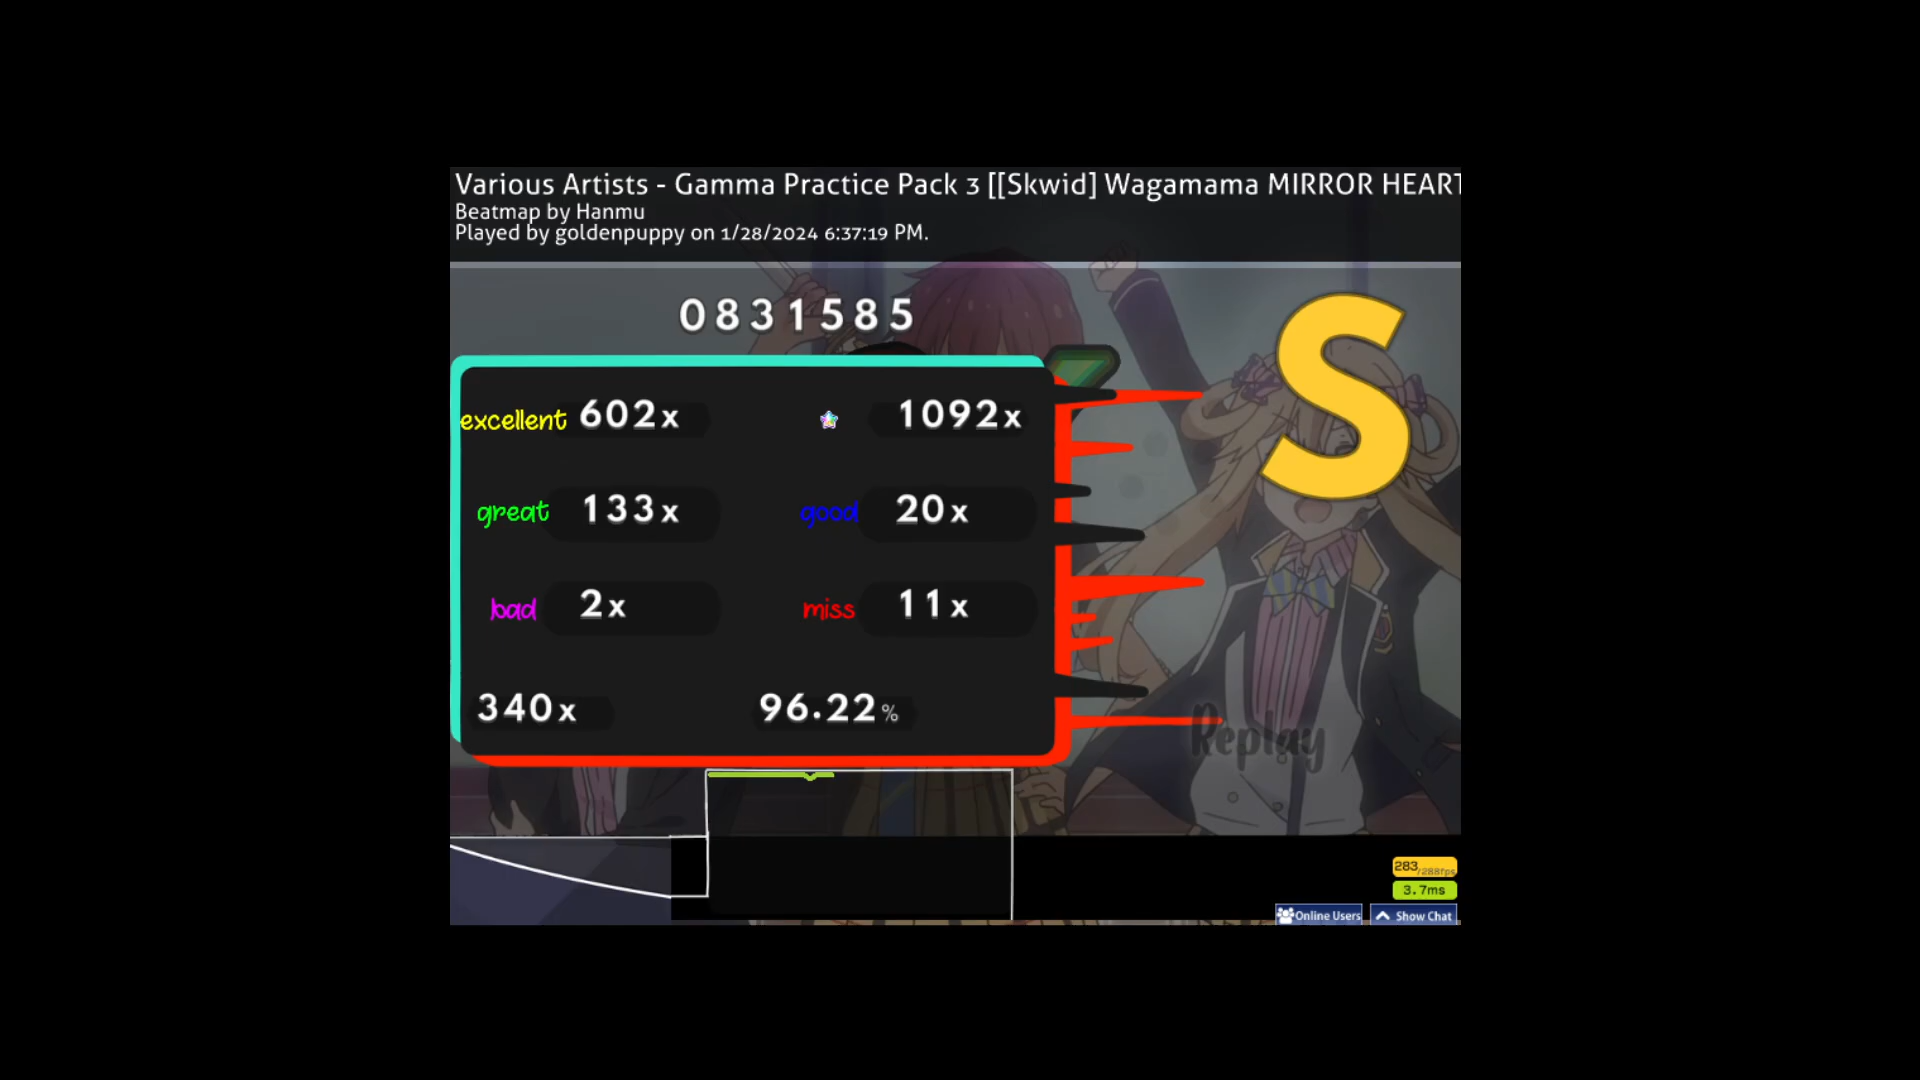 Various Artists - Gamma Practice Pack 3 [[Skwid] Wagamama MIRROR HEART
Beatmap by Hanmu
Played by goldenpuppy on 1/28/2024 6:37:19 PM.
0831585
S
excellent 602x 1092x
great 133x good 20x
bad 2x miss 11x
340x 96.22%
Replay
283/288fps
3.7ms
Online Users Show Chat